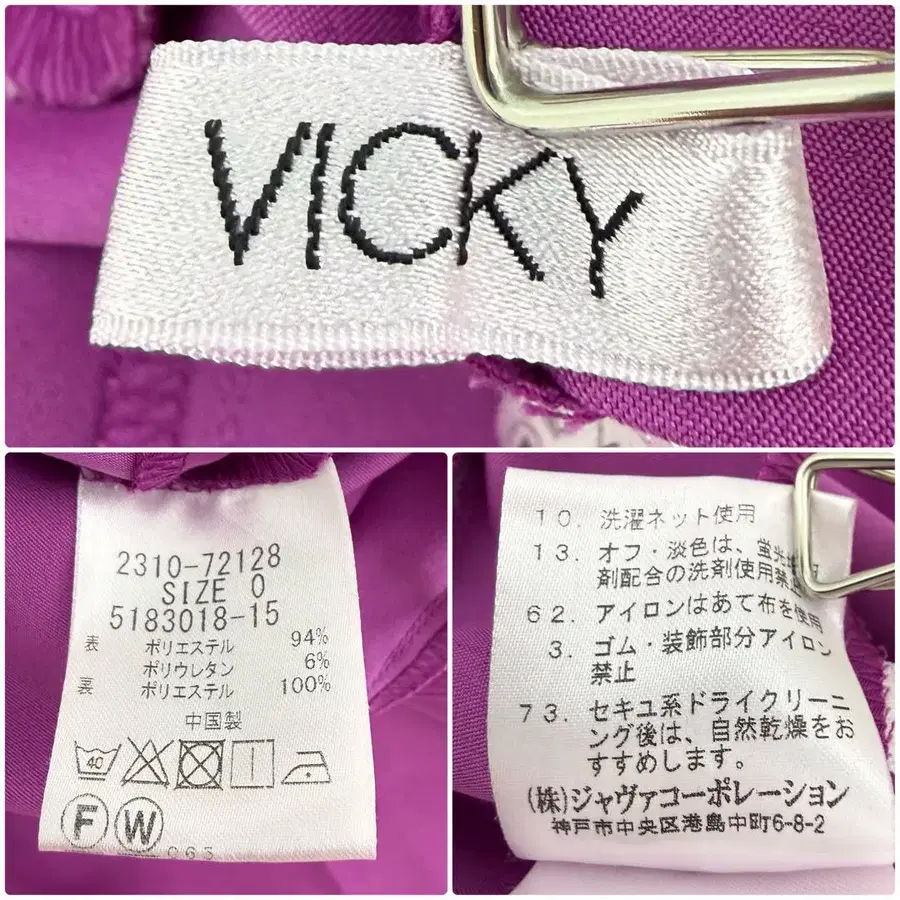 VICKY
2310-72128
SIZE 0
5183018-15
表 ポリエステル 94%
ポリウレタン 6%
裏 ポリエステル 100%
中国製
40
F W
C63
10. 洗濯ネット使用
13. オフ・淡色は、蛍光
剤配合の洗剤使用禁
62. アイロンはあて布を使用
3. ゴム・装飾部分アイロン
禁止
73. セキユ系ドライクリーニ
ング後は、自然乾燥をお
すすめします。
(株)ジャヴァコーポレーション
神戸市中央区港島中町6-8-2